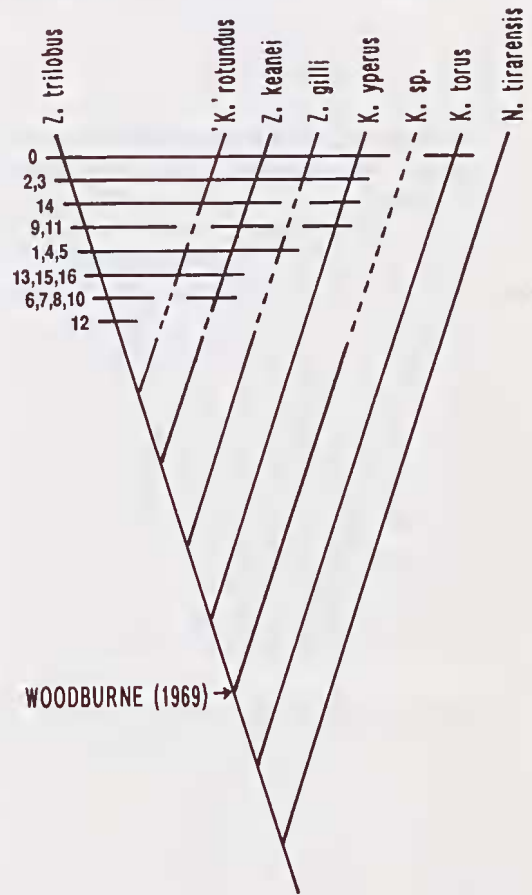 Z. trilobus
'K.' rotundus
Z. keanei
Z. gilli
K. yperus
K. sp.
K. torus
N. tirarensis
0
2,3
14
9,11
1,4,5
13,15,16
6,7,8,10
12
WOODBURNE (1969)